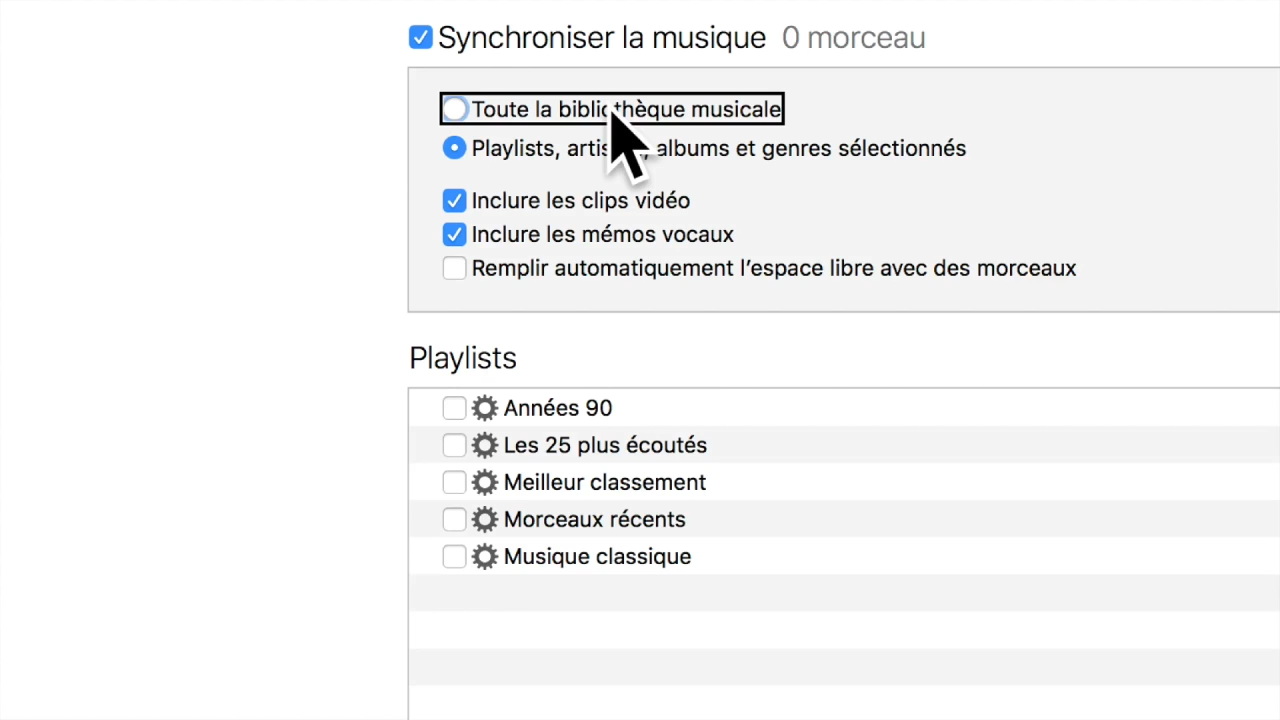 Synchroniser la musique 0 morceau
Toute la bibliothèque musicale
Playlists, artistes, albums et genres sélectionnés
Inclure les clips vidéo
Inclure les mémos vocaux
Remplir automatiquement l’espace libre avec des morceaux
Playlists
Années 90
Les 25 plus écoutés
Meilleur classement
Morceaux récents
Musique classique